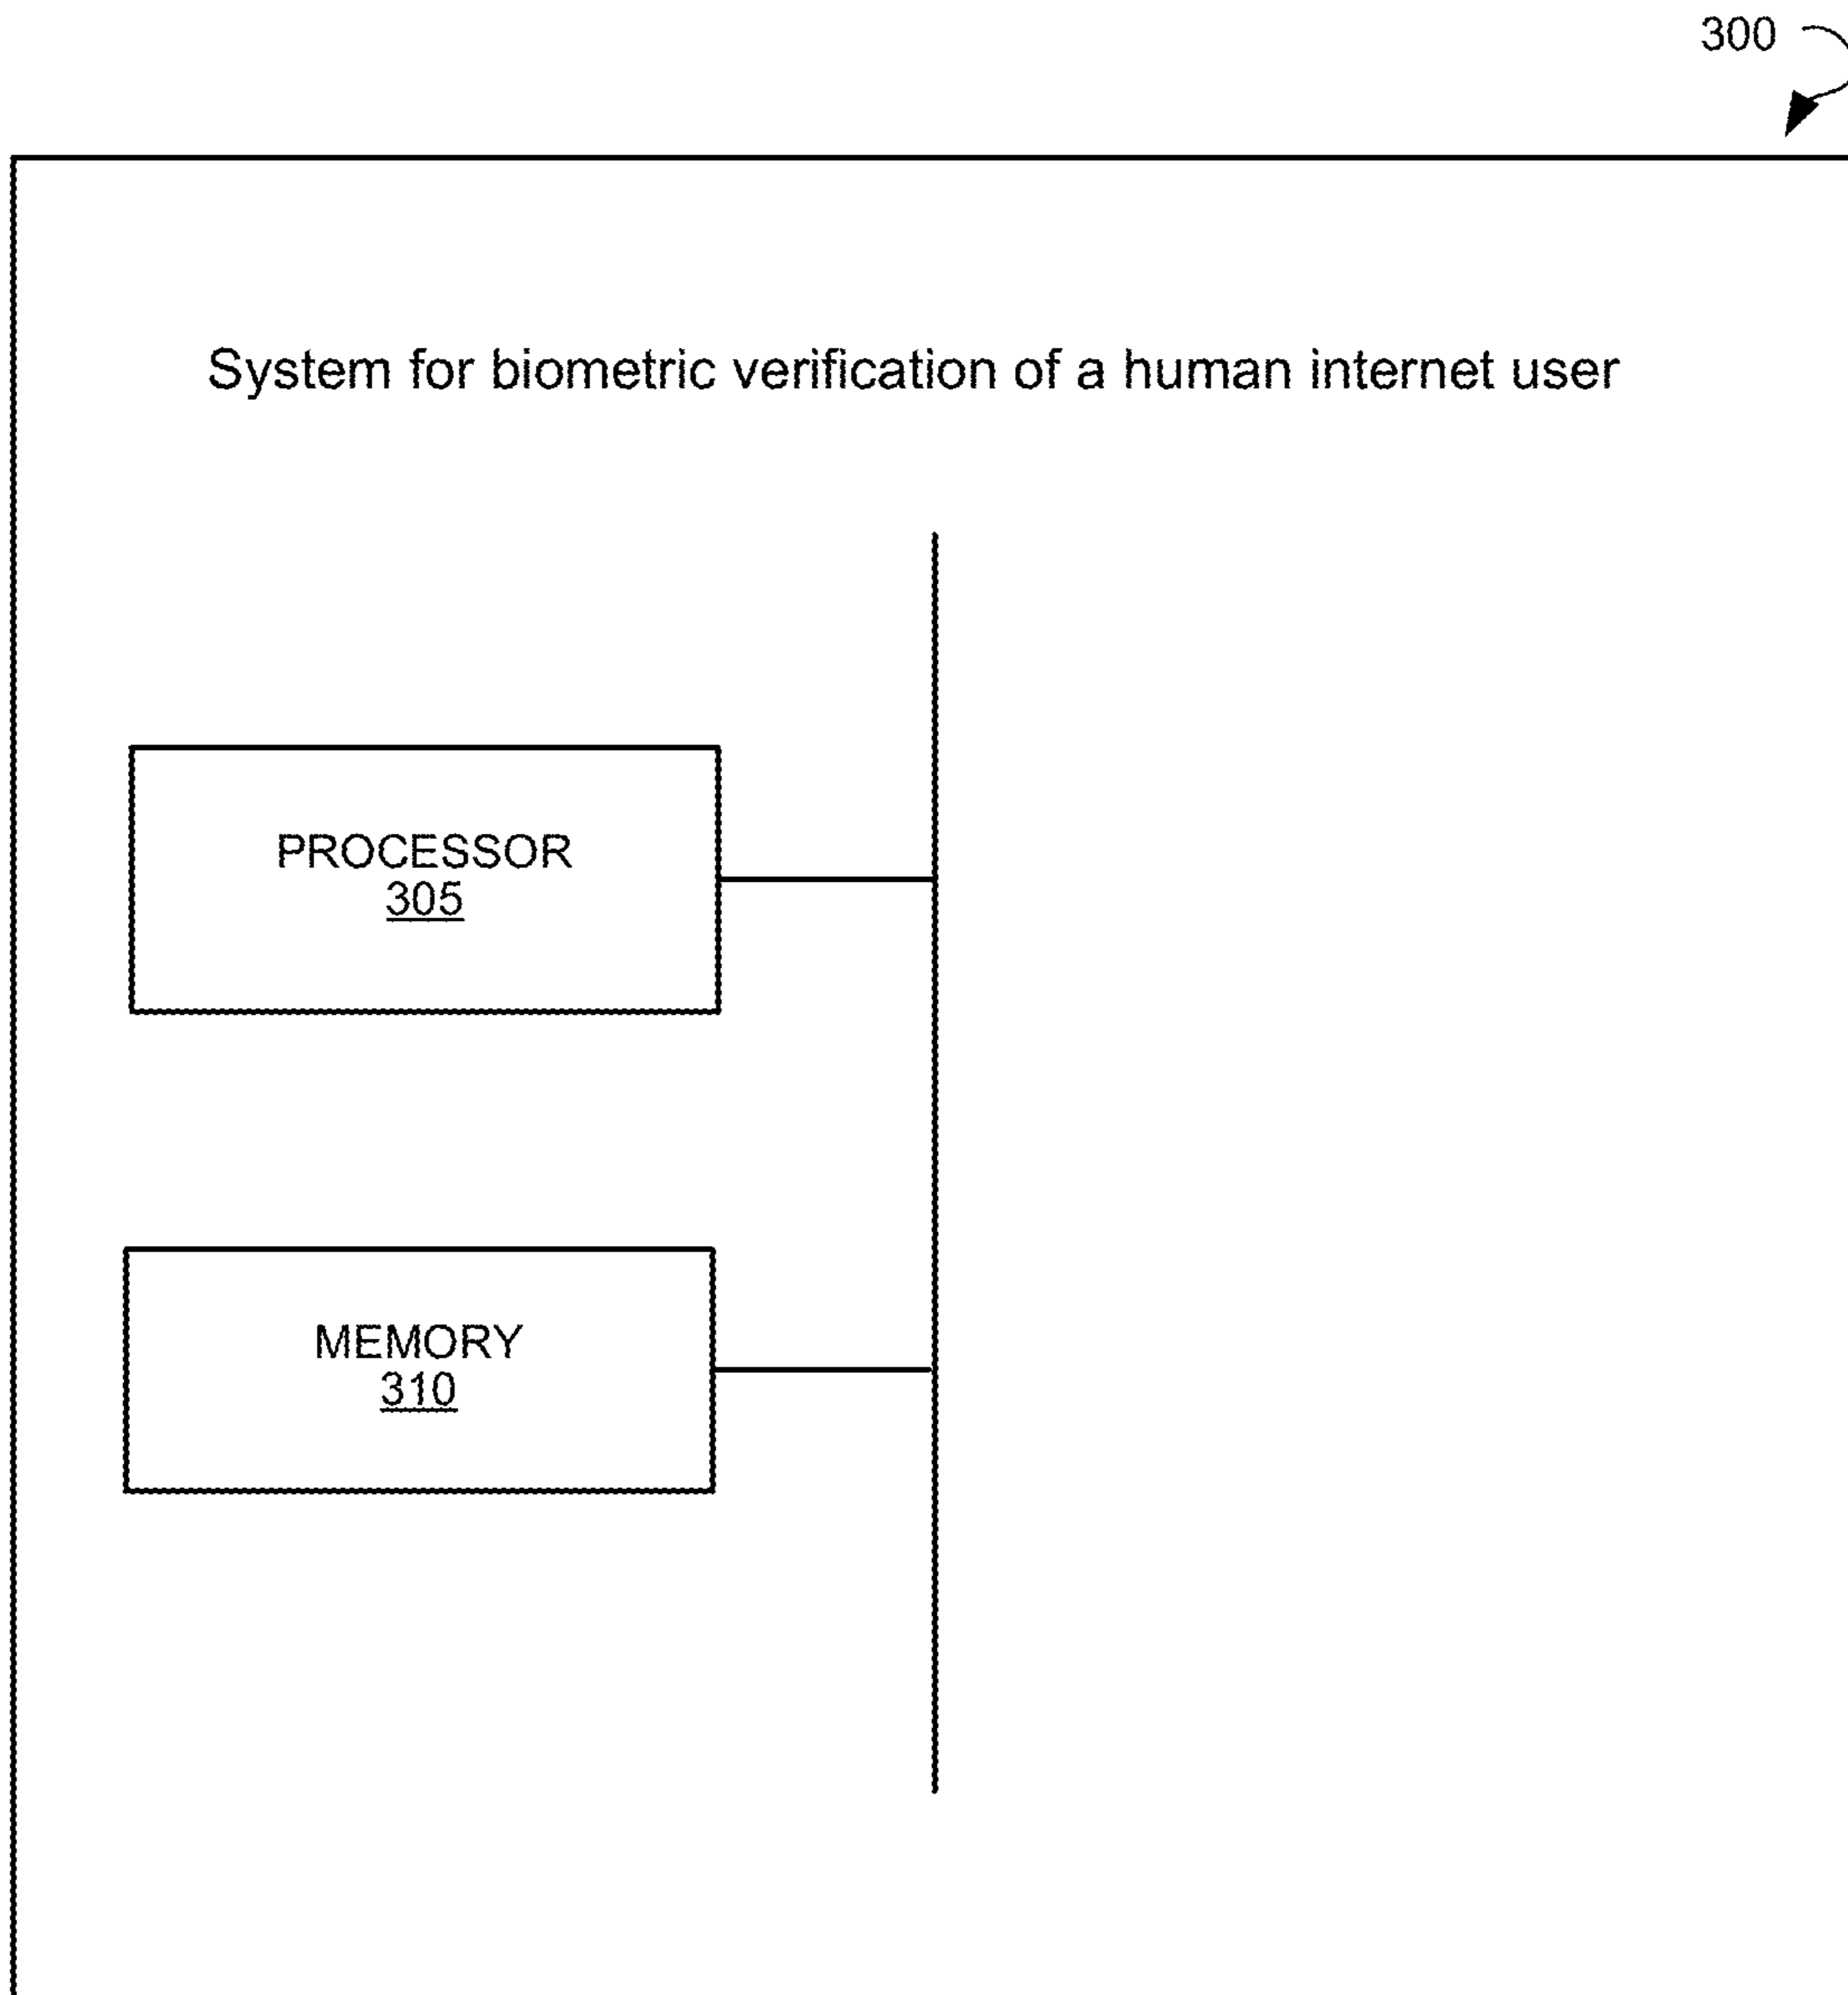 300
System for biometric verification of a human internet user
PROCESSOR
305
MEMORY
310